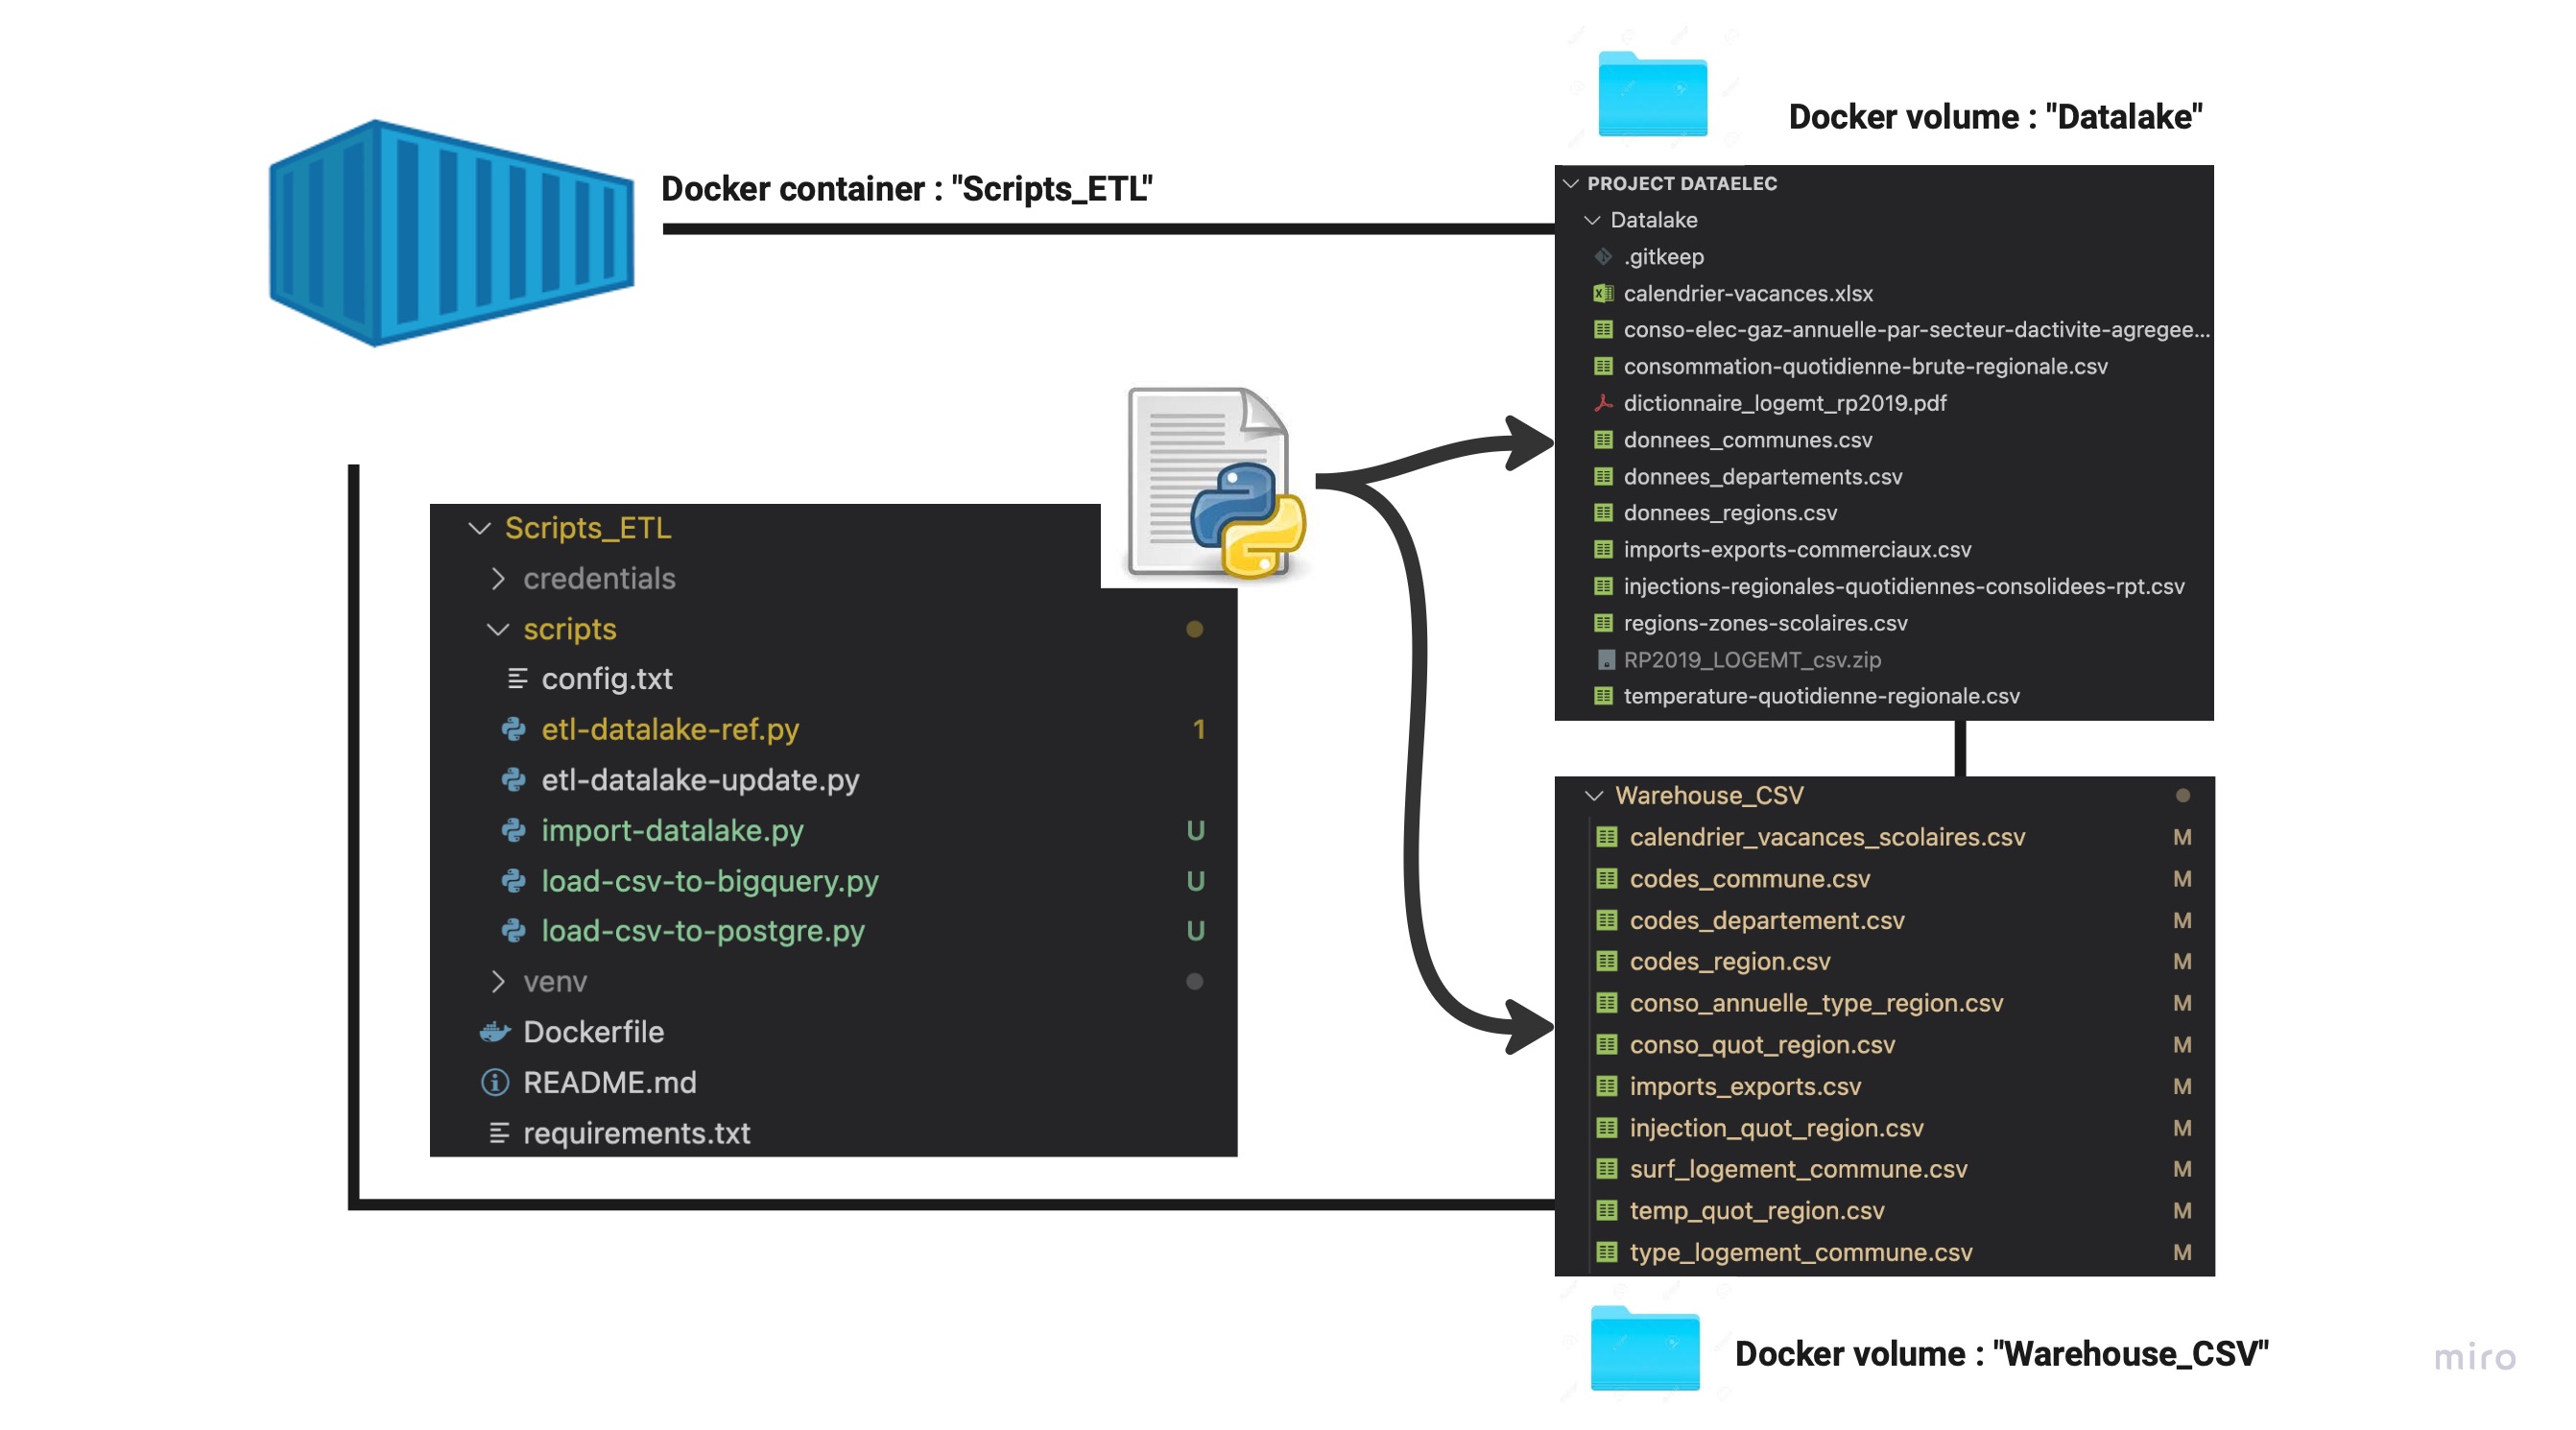 Docker container : "Scripts_ETL"
Scripts_ETL
credentials
scripts
config.txt
etl-datalake-ref.py 1
etl-datalake-update.py
import-datalake.py U
load-csv-to-bigquery.py U
load-csv-to-postgre.py U
venv
Dockerfile
README.md
requirements.txt
Docker volume : "Datalake"
PROJECT DATAELEC
Datalake
.gitkeep
calendrier-vacances.xlsx
conso-elec-gaz-annuelle-par-secteur-dactivite-agregee...
consommation-quotidienne-brute-regionale.csv
dictionnaire_logemt_rp2019.pdf
donnees_communes.csv
donnees_departements.csv
donnees_regions.csv
imports-exports-commerciaux.csv
injections-regionales-quotidiennes-consolidees-rpt.csv
regions-zones-scolaires.csv
RP2019_LOGEMT_csv.zip
temperature-quotidienne-regionale.csv
Warehouse_CSV
calendrier_vacances_scolaires.csv M
codes_commune.csv M
codes_departement.csv M
codes_region.csv M
conso_annuelle_type_region.csv M
conso_quot_region.csv M
imports_exports.csv M
injection_quot_region.csv M
surf_logement_commune.csv M
temp_quot_region.csv M
type_logement_commune.csv M
Docker volume : "Warehouse_CSV"
miro